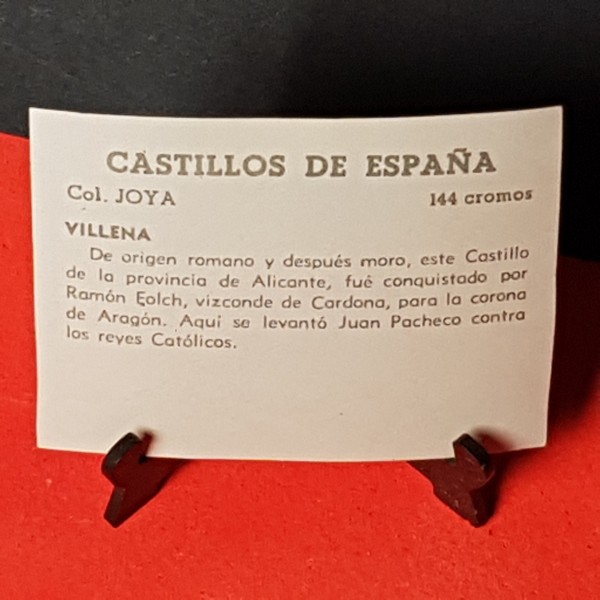 CASTILLOS DE ESPAÑA
Col. JOYA 144 cromos
VILLENA
De origen romano y después moro, este Castillo
de la provincia de Alicante, fué conquistado por
Ramón Eolch, vizconde de Cardona, para la corona
de Aragón. Aquí se levantó Juan Pacheco contra
los reyes Católicos.